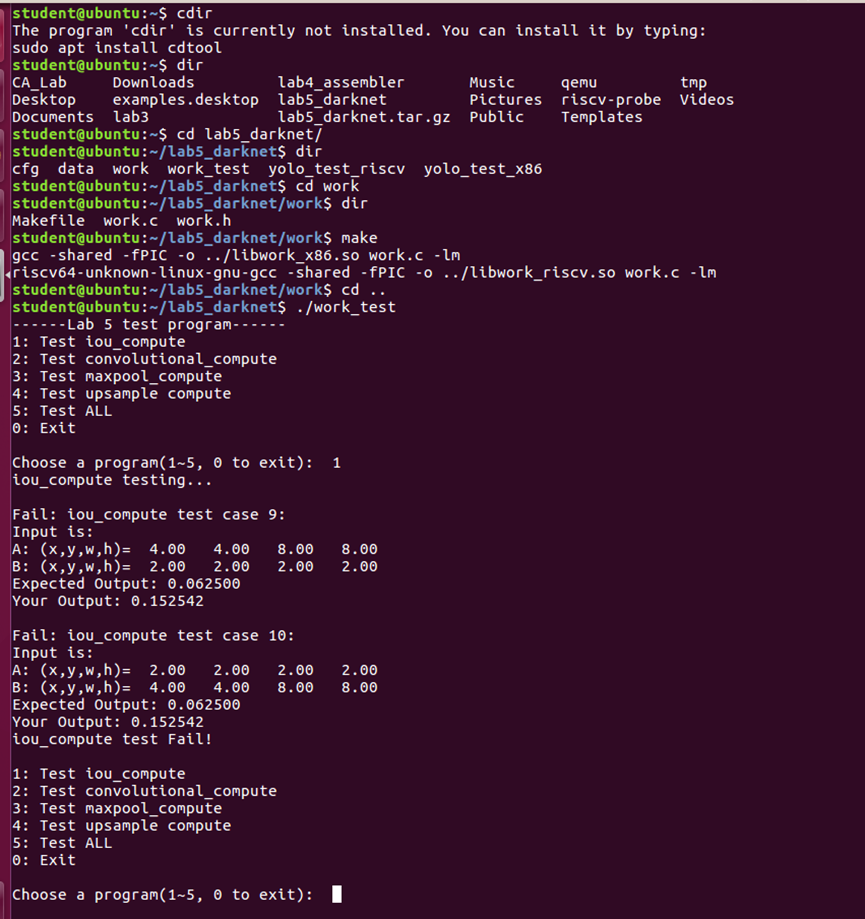 student@ubuntu:~$ cdir
The program 'cdir' is currently not installed. You can install it by typing:
sudo apt install cdtool
student@ubuntu:~$ dir
CA_Lab     Downloads         lab4_assembler       Music     qemu         tmp
Desktop    examples.desktop  lab5_darknet         Pictures  riscv-probe  Videos
Documents  lab3              lab5_darknet.tar.gz  Public    Templates
student@ubuntu:~$ cd lab5_darknet/
student@ubuntu:~/lab5_darknet$ dir
cfg  data  work  work_test  yolo_test_riscv  yolo_test_x86
student@ubuntu:~/lab5_darknet$ cd work
student@ubuntu:~/lab5_darknet/work$ dir
Makefile  work.c  work.h
student@ubuntu:~/lab5_darknet/work$ make
gcc -shared -fPIC -o ../libwork_x86.so work.c -lm
riscv64-unknown-linux-gnu-gcc -shared -fPIC -o ../libwork_riscv.so work.c -lm
student@ubuntu:~/lab5_darknet/work$ cd ..
student@ubuntu:~/lab5_darknet$ ./work_test
------Lab 5 test program------
1: Test iou_compute
2: Test convolutional_compute
3: Test maxpool_compute
4: Test upsample compute
5: Test ALL
0: Exit
Choose a program(1~5, 0 to exit):  1
iou_compute testing...
Fail: iou_compute test case 9:
Input is:
A: (x,y,w,h)=  4.00   4.00   8.00   8.00
B: (x,y,w,h)=  2.00   2.00   2.00   2.00
Expected Output: 0.062500
Your Output: 0.152542
Fail: iou_compute test case 10:
Input is:
A: (x,y,w,h)=  2.00   2.00   2.00   2.00
B: (x,y,w,h)=  4.00   4.00   8.00   8.00
Expected Output: 0.062500
Your Output: 0.152542
iou_compute test Fail!
1: Test iou_compute
2: Test convolutional_compute
3: Test maxpool_compute
4: Test upsample compute
5: Test ALL
0: Exit
Choose a program(1~5, 0 to exit):